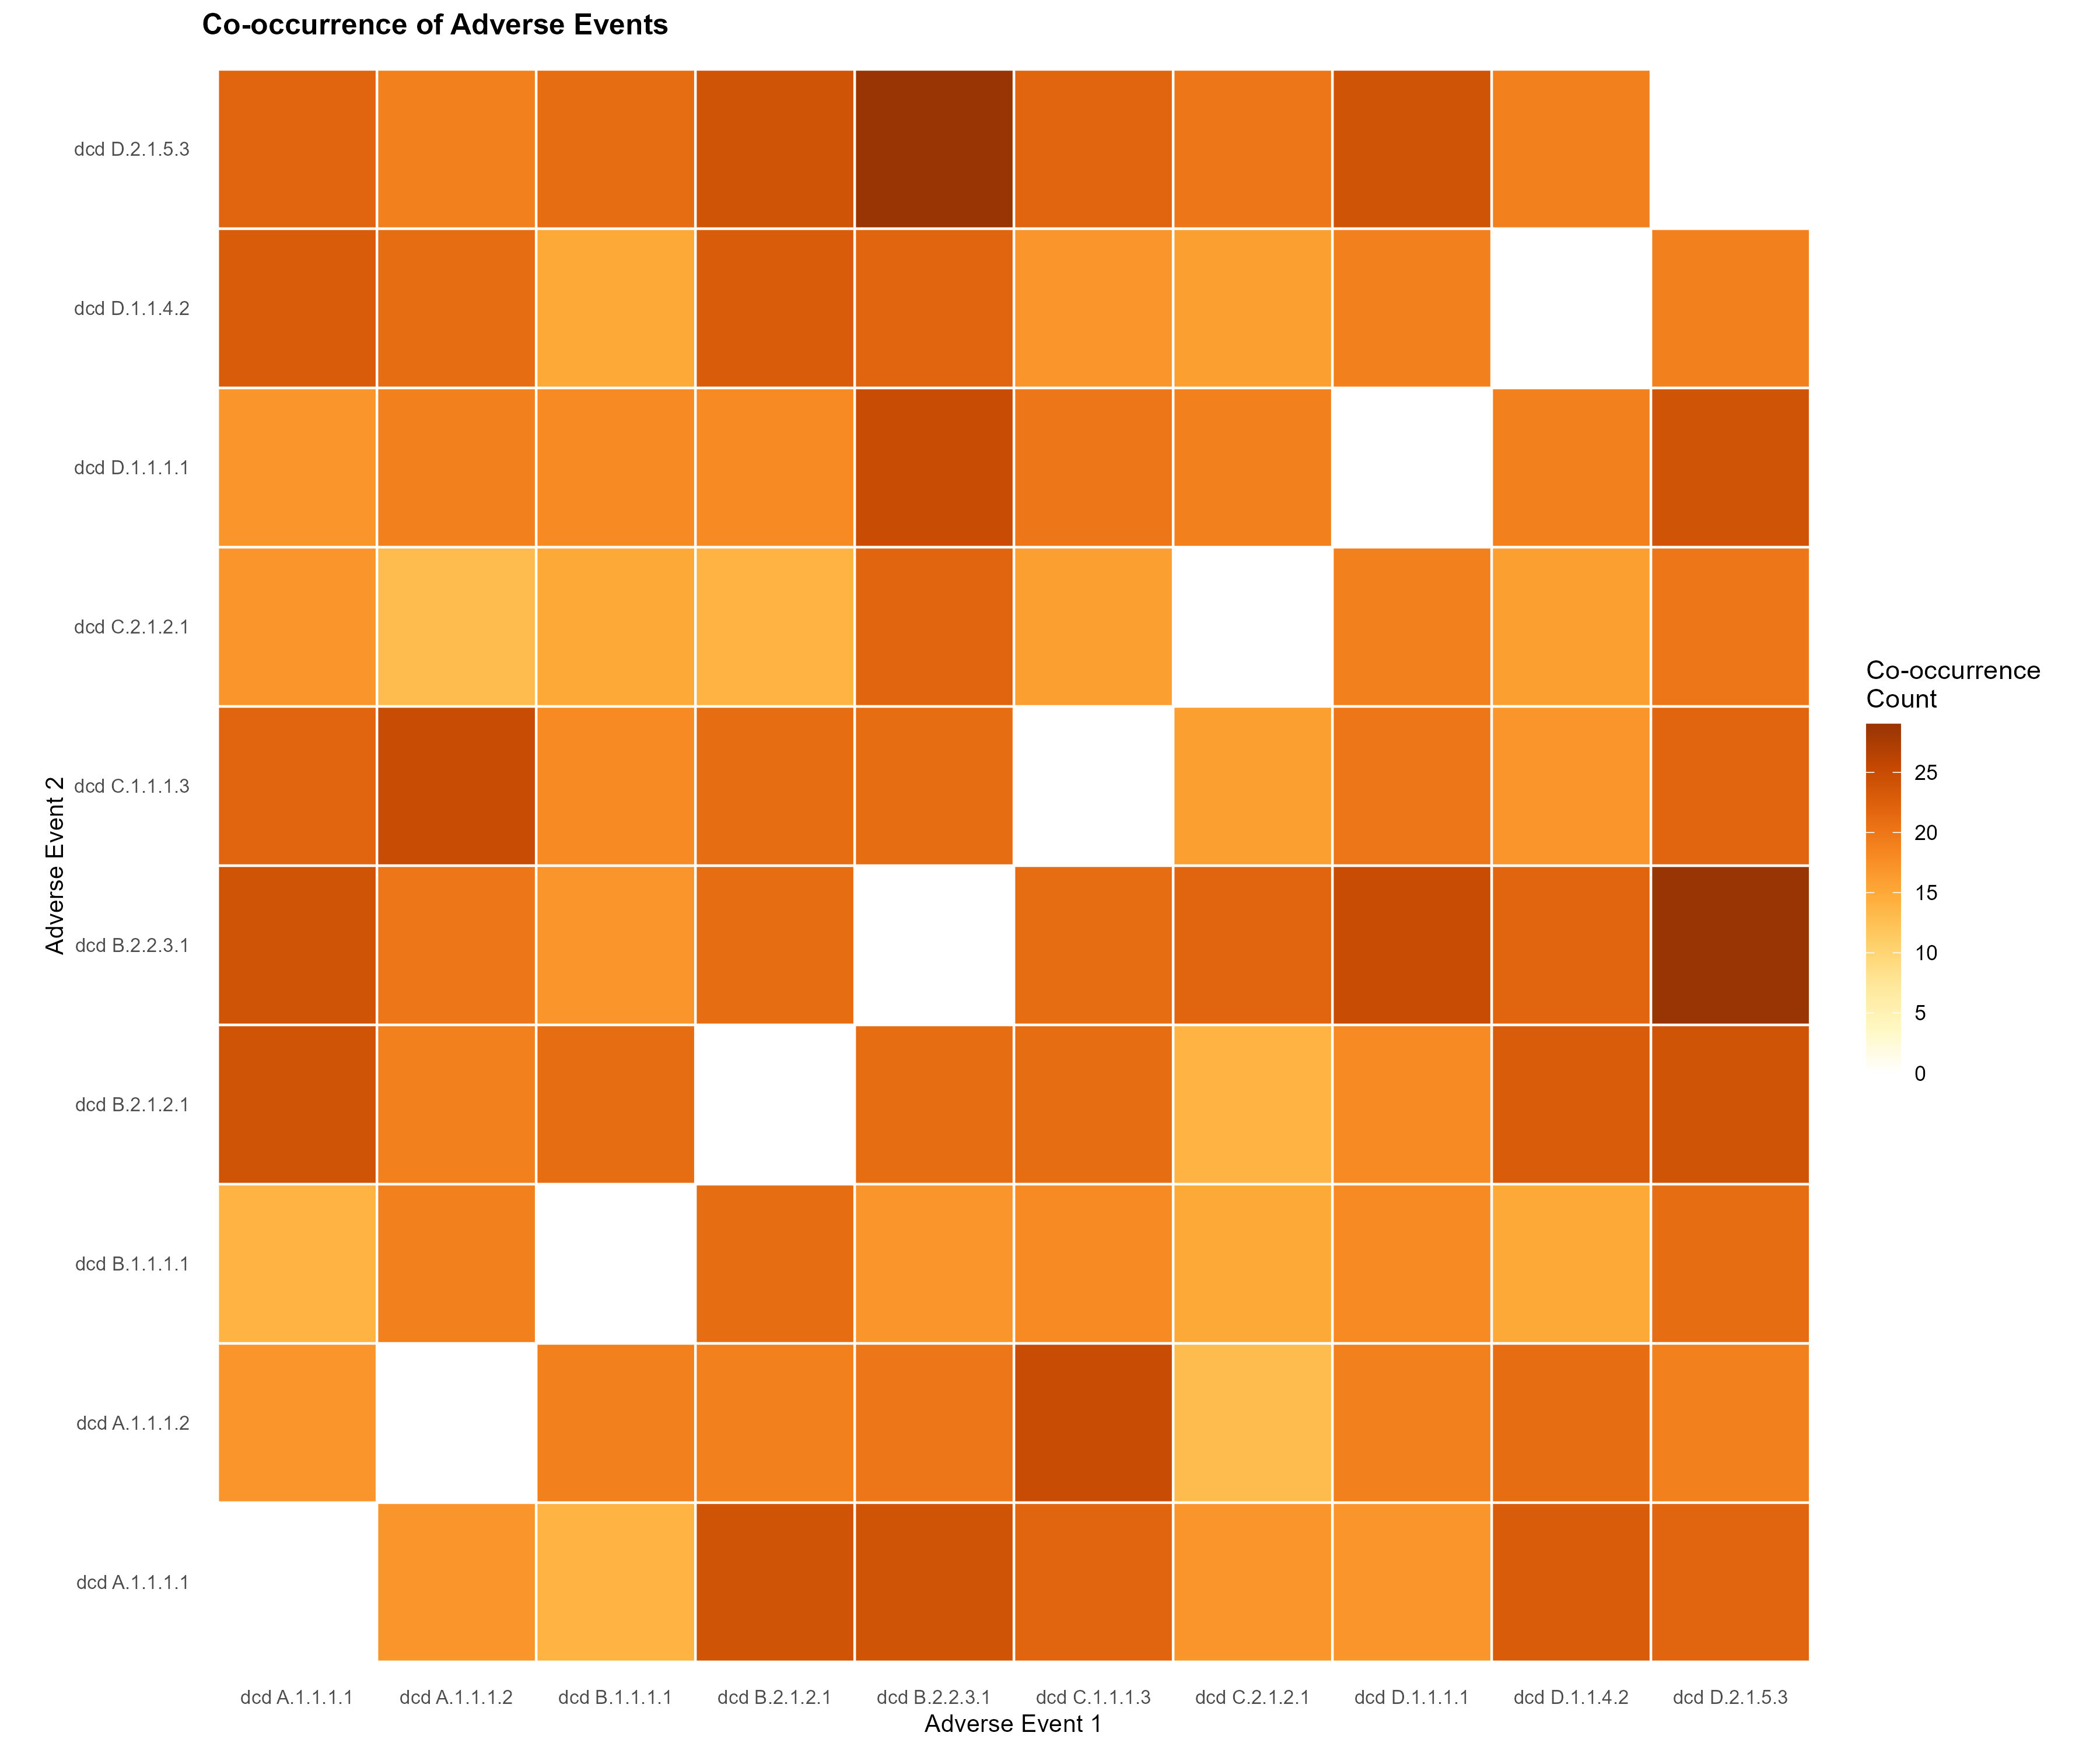 Co-occurrence of Adverse Events
dcd D.2.1.5.3
dcd D.1.1.4.2
dcd D.1.1.1.1
dcd C.2.1.2.1
dcd C.1.1.1.3
dcd B.2.2.3.1
dcd B.2.1.2.1
dcd B.1.1.1.1
dcd A.1.1.1.2
dcd A.1.1.1.1
Adverse Event 2
dcd A.1.1.1.1
dcd A.1.1.1.2
dcd B.1.1.1.1
dcd B.2.1.2.1
dcd B.2.2.3.1
dcd C.1.1.1.3
dcd C.2.1.2.1
dcd D.1.1.1.1
dcd D.1.1.4.2
dcd D.2.1.5.3
Adverse Event 1
Co-occurrence
Count
25
20
15
10
5
0